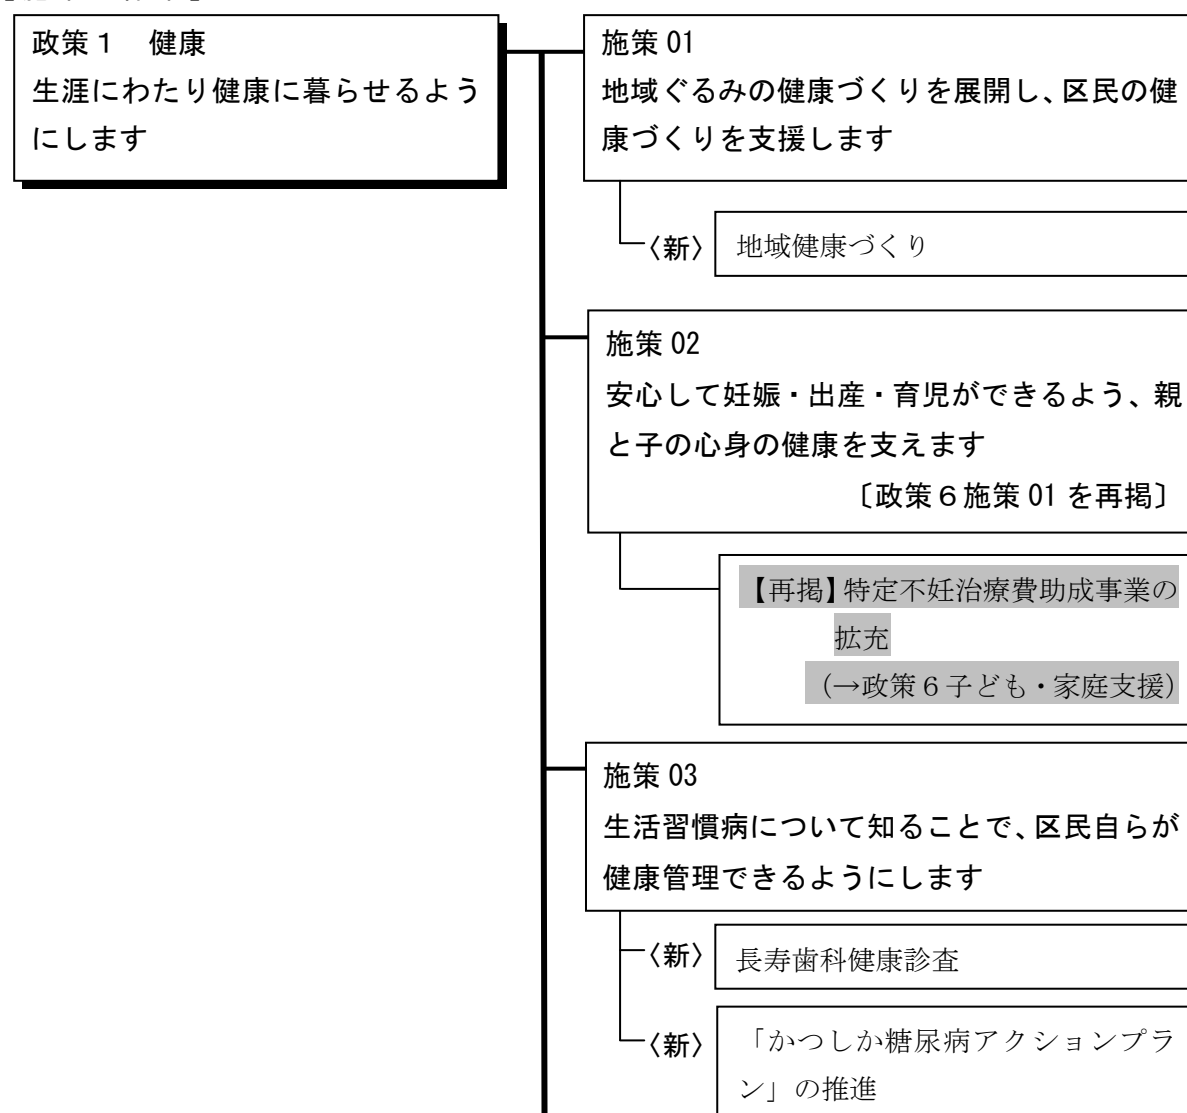 政策１　健康
生涯にわたり健康に暮らせるよう
にします
施策 01
地域ぐるみの健康づくりを展開し、区民の健
康づくりを支援します
〈新〉 地域健康づくり
施策 02
安心して妊娠・出産・育児ができるよう、親
と子の心身の健康を支えます
〔政策６施策 01 を再掲〕
【再掲】特定不妊治療費助成事業の
拡充
（→政策６子ども・家庭支援）
施策 03
生活習慣病について知ることで、区民自らが
健康管理できるようにします
〈新〉 長寿歯科健康診査
〈新〉 「かつしか糖尿病アクションプラ
ン」の推進